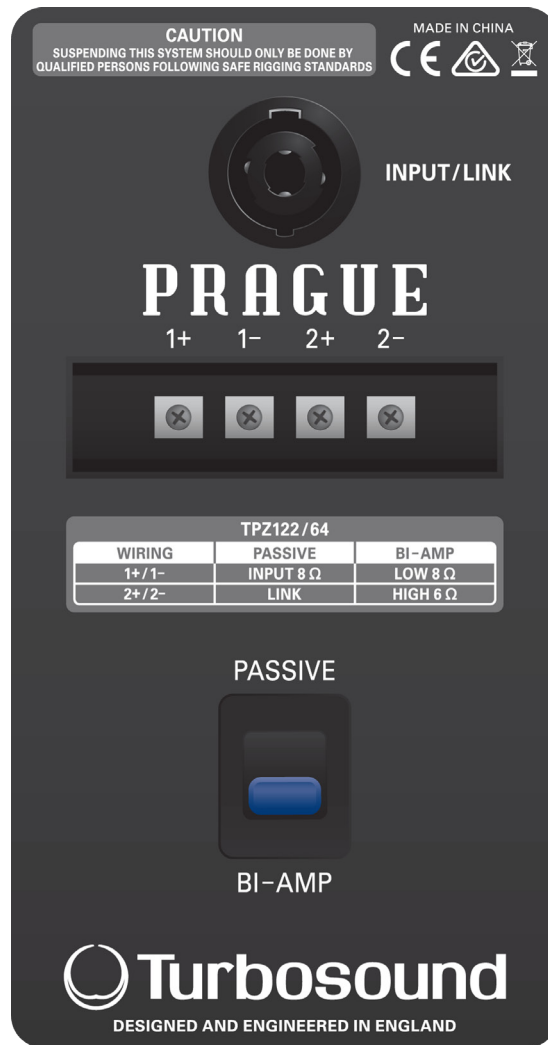 CAUTION
SUSPENDING THIS SYSTEM SHOULD ONLY BE DONE BY
QUALIFIED PERSONS FOLLOWING SAFE RIGGING STANDARDS
MADE IN CHINA
CE
INPUT/LINK
PRAGUE
1+ 1- 2+ 2-
TPZ122/64
WIRING PASSIVE BI-AMP
1+/1- INPUT 8 Ω LOW 8 Ω
2+/2- LINK HIGH 6 Ω
PASSIVE
BI-AMP
Turbosound
DESIGNED AND ENGINEERED IN ENGLAND